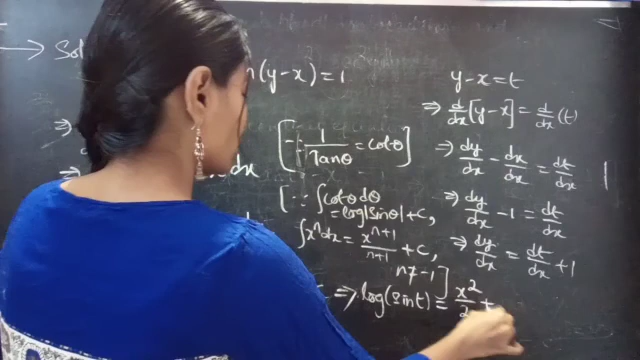 → Sol
(y-x) = 1
[∵ 1/Tanθ = cotθ]
dx
[∵ ∫cotθ dθ
= log|sinθ| + c,
∫xⁿdx = xⁿ⁺¹/n+1 + c,
n≠-1]
⇒ log(sint) = x²/2 +
y-x = t
⇒ d/dx [y-x] = d/dx (t)
⇒ dy/dx - dx/dx = dt/dx
⇒ dy/dx - 1 = dt/dx
⇒ dy/dx = dt/dx + 1